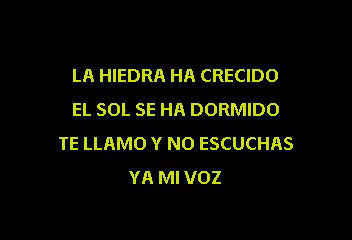 LA HIEDRA HA CRECIDO
EL SOL SE HA DORMIDO
TE LLAMO Y NO ESCUCHAS
YA MI VOZ